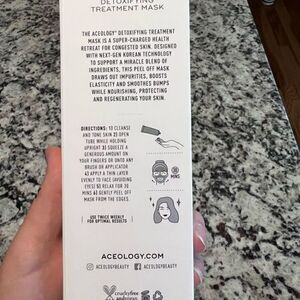 DETOXIFYING
TREATMENT MASK
THE ACEOLOGY® DETOXIFYING TREATMENT
MASK IS A SUPER-CHARGED HEALTH
RETREAT FOR CONGESTED SKIN. DESIGNED
WITH NEXT-GEN KOREAN TECHNOLOGY
TO SUPPORT A MIRACLE BLEND OF
INGREDIENTS, THIS PEEL OFF MASK
DRAWS OUT IMPURITIES, BOOSTS
ELASTICITY AND SMOOTHES BUMPS
WHILE NOURISHING, PROTECTING
AND REGENERATING YOUR SKIN.
DIRECTIONS: 1) CLEANSE
AND TONE SKIN 2) OPEN
TUBE WHILE HOLDING
UPRIGHT 3) SQUEEZE A
GENEROUS AMOUNT ON
YOUR FINGERS OR ONTO ANY
BRUSH OR APPLICATOR
4) APPLY A THIN LAYER
EVENLY TO FACE (AVOIDING
EYES) 5) RELAX FOR 20
MINS 6) GENTLY PEEL OFF
MASK FROM THE EDGES.
20
MINS
USE TWICE WEEKLY
FOR OPTIMAL RESULTS
ACEOLOGY.COM
ACEOLOGYBEAUTY
ACEOLOGYBEAUTY
crueltyfree